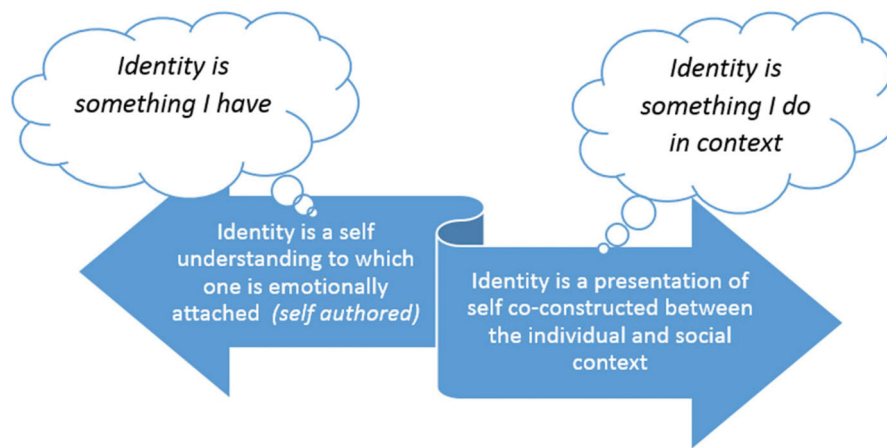 Identity is
something I have
Identity is
something I do
in context
Identity is a self
understanding to which
one is emotionally
attached (self authored)
Identity is a presentation of
self co-constructed between
the individual and social
context